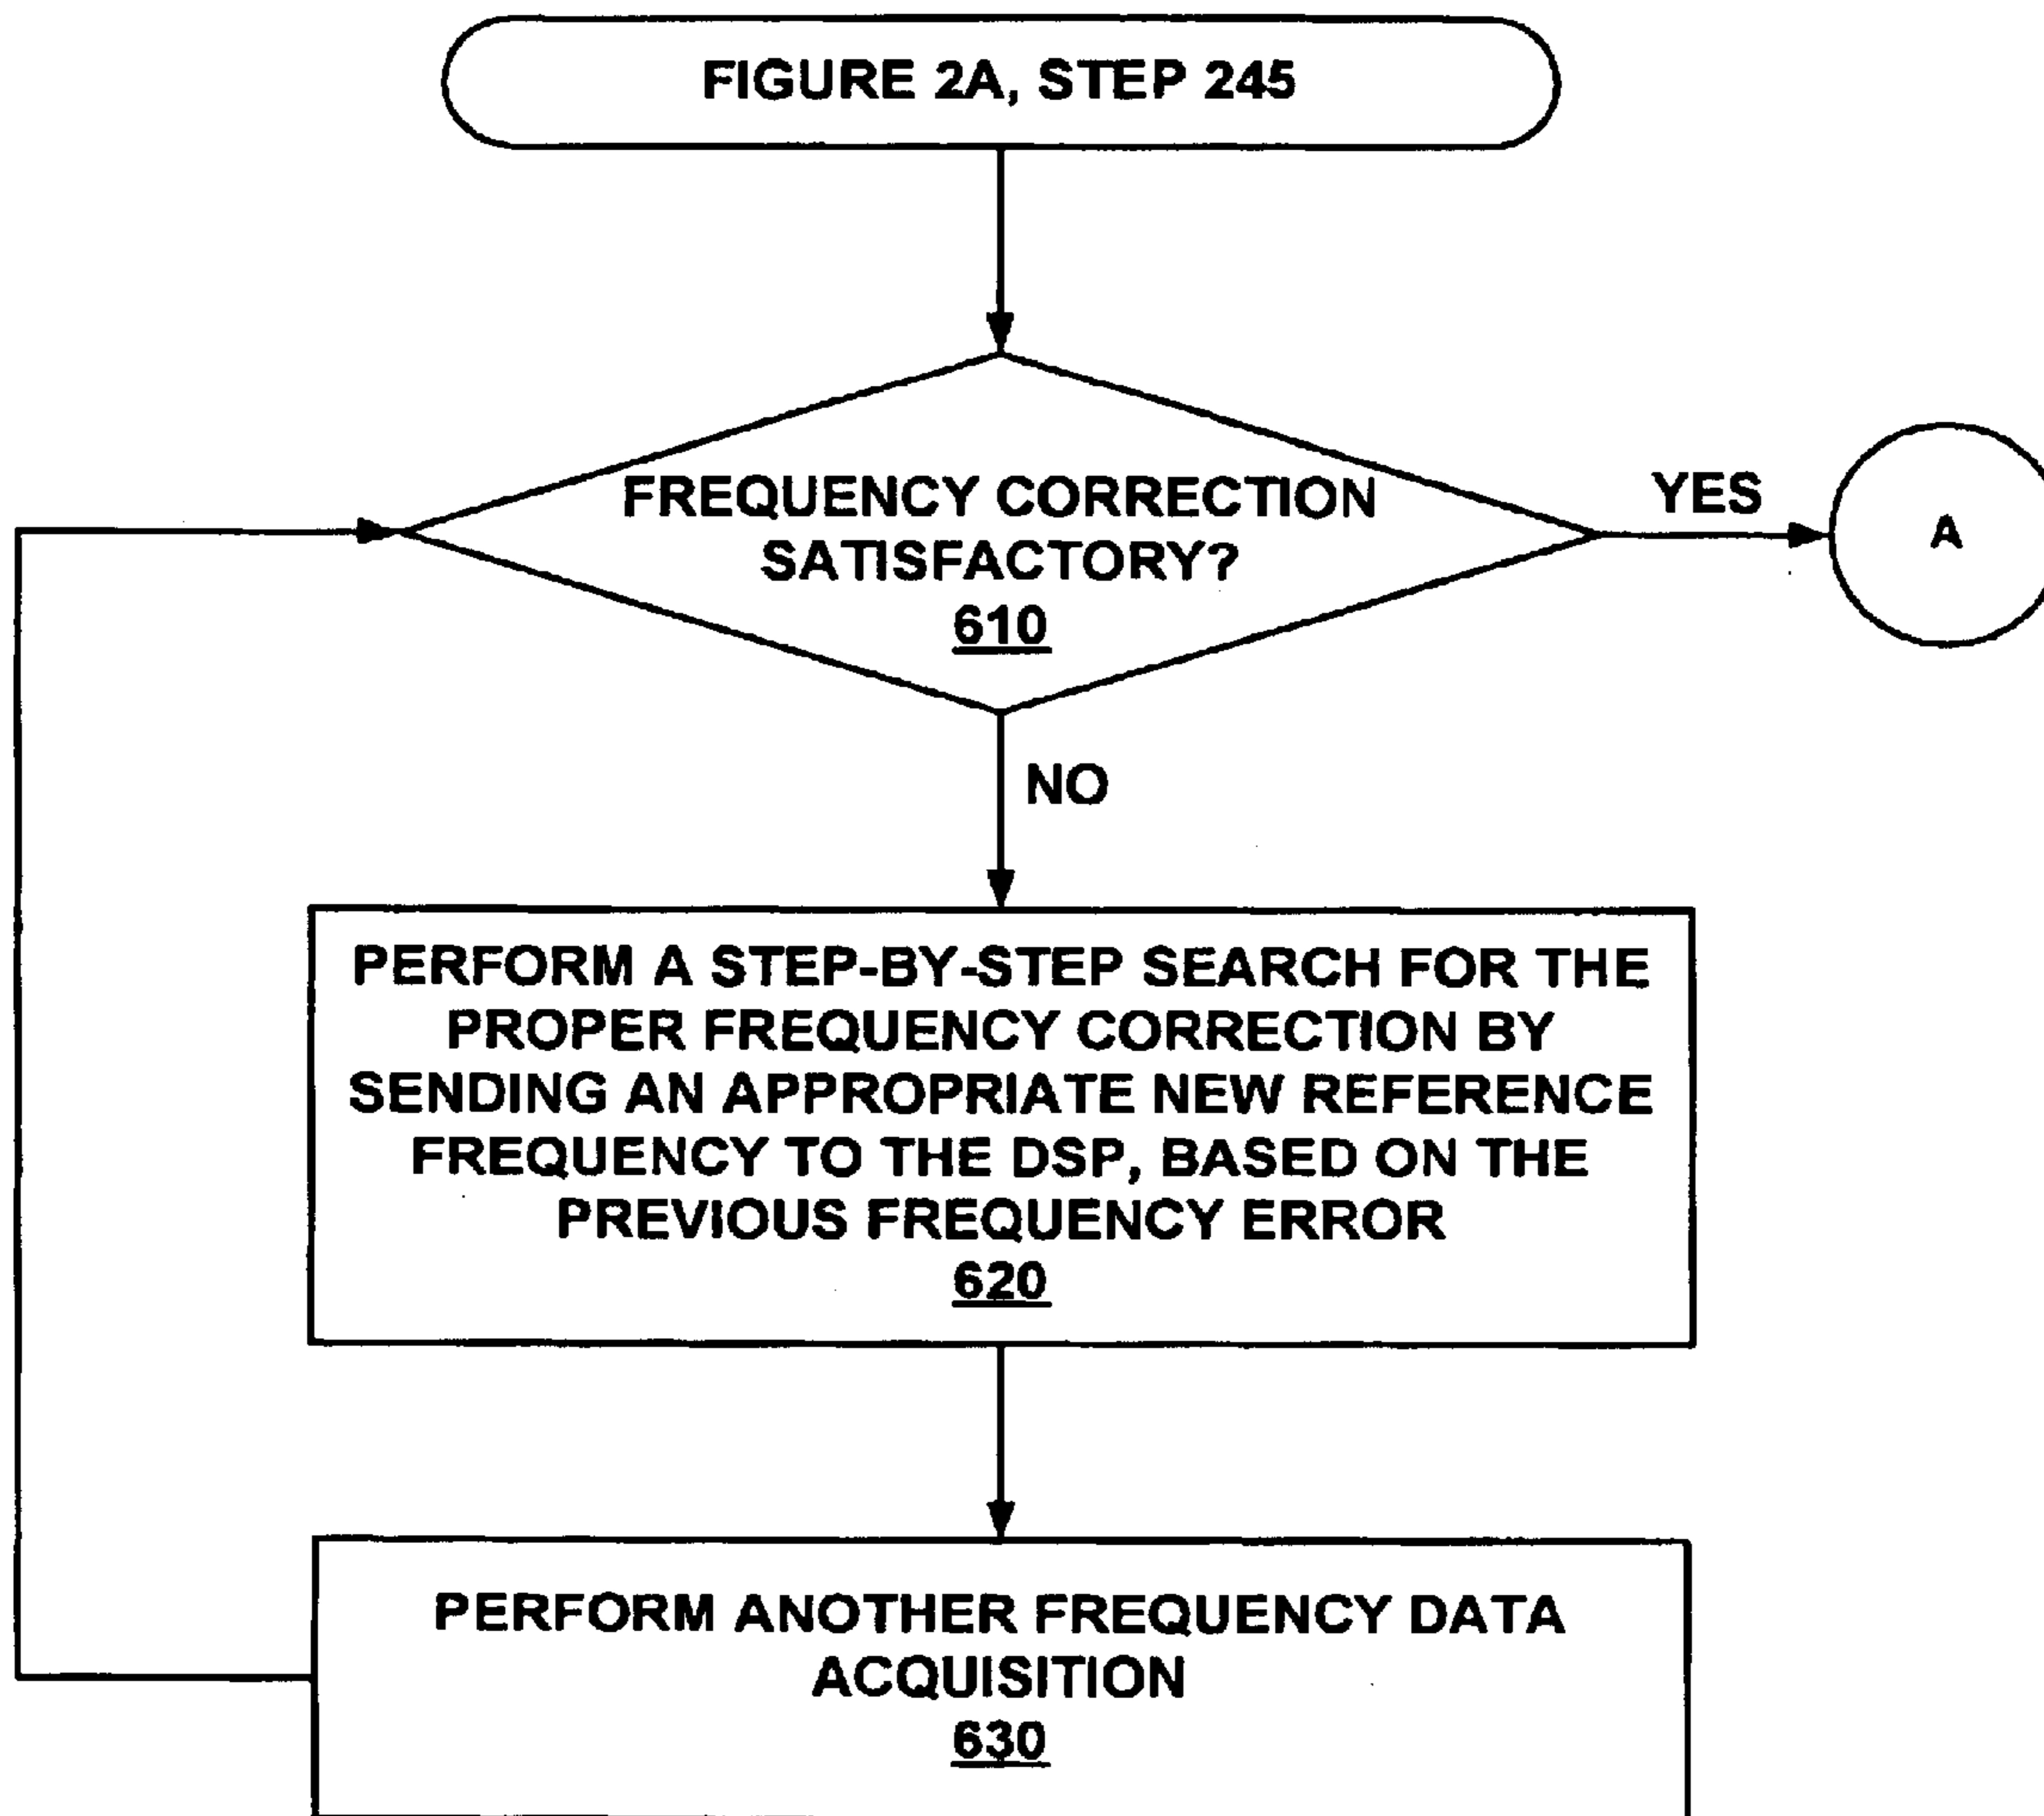 FIGURE 2A, STEP 245
FREQUENCY CORRECTION
SATISFACTORY?
610
YES
A
NO
PERFORM A STEP-BY-STEP SEARCH FOR THE
PROPER FREQUENCY CORRECTION BY
SENDING AN APPROPRIATE NEW REFERENCE
FREQUENCY TO THE DSP, BASED ON THE
PREVIOUS FREQUENCY ERROR
620
PERFORM ANOTHER FREQUENCY DATA
ACQUISITION
630